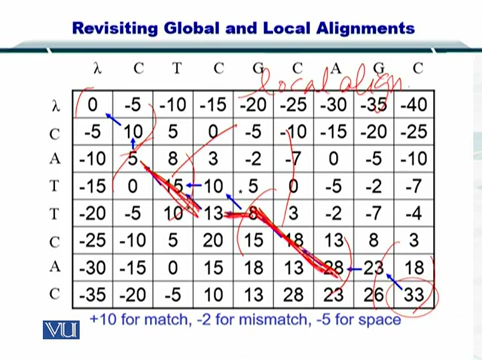 Revisiting Global and Local Alignments
local align.
λ C T C G C A G C
λ 0 -5 -10 -15 -20 -25 -30 -35 -40
C -5 10 5 0 -5 -10 -15 -20 -25
A -10 5 8 3 -2 -7 0 -5 -10
T -15 0 15 10 5 0 -5 -2 -7
T -20 -5 10 13 8 3 -2 -7 -4
C -25 -10 5 20 15 18 13 8 3
A -30 -15 0 15 18 13 28 23 18
C -35 -20 -5 10 13 28 23 26 33
VU +10 for match, -2 for mismatch, -5 for space